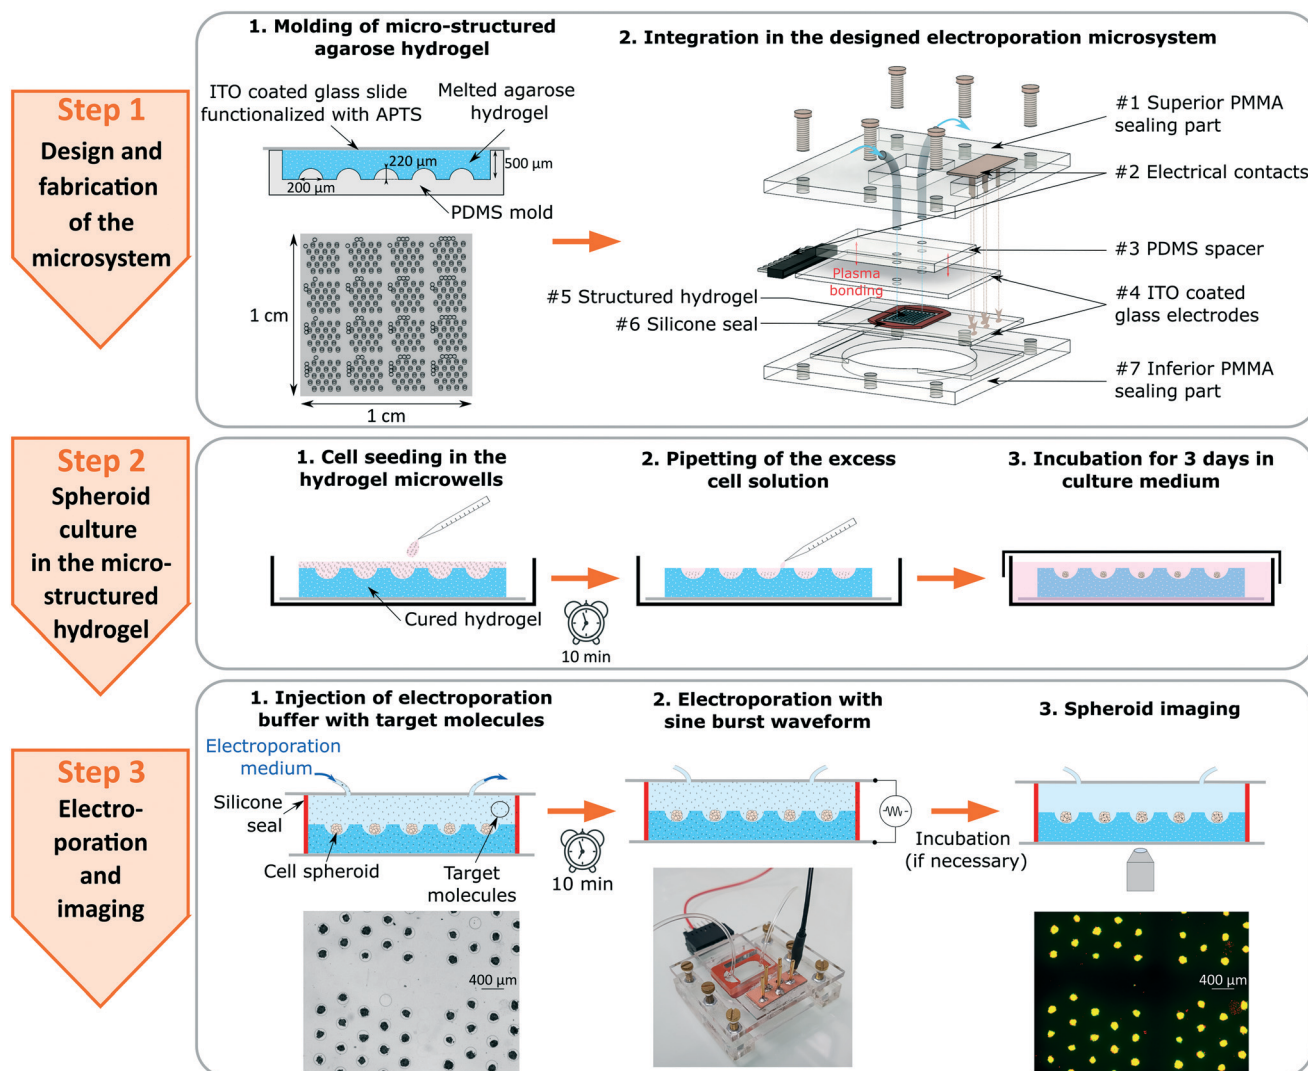 Step 1
Design and
fabrication
of the
microsystem
1. Molding of micro-structured
agarose hydrogel
ITO coated glass slide
functionalized with APTS
Melted agarose
hydrogel
220 µm
500 µm
200 µm
PDMS mold
1 cm
1 cm
2. Integration in the designed electroporation microsystem
#1 Superior PMMA
sealing part
#2 Electrical contacts
#3 PDMS spacer
Plasma
bonding
#4 ITO coated
glass electrodes
#5 Structured hydrogel
#6 Silicone seal
#7 Inferior PMMA
sealing part
Step 2
Spheroid
culture
in the micro-
structured
hydrogel
1. Cell seeding in the
hydrogel microwells
Cured hydrogel
10 min
2. Pipetting of the excess
cell solution
3. Incubation for 3 days in
culture medium
Step 3
Electro-
poration
and
imaging
1. Injection of electroporation
buffer with target molecules
Electroporation
medium
Silicone
seal
Cell spheroid
Target
molecules
10 min
400 µm
2. Electroporation with
sine burst waveform
Incubation
(if necessary)
3. Spheroid imaging
400 µm